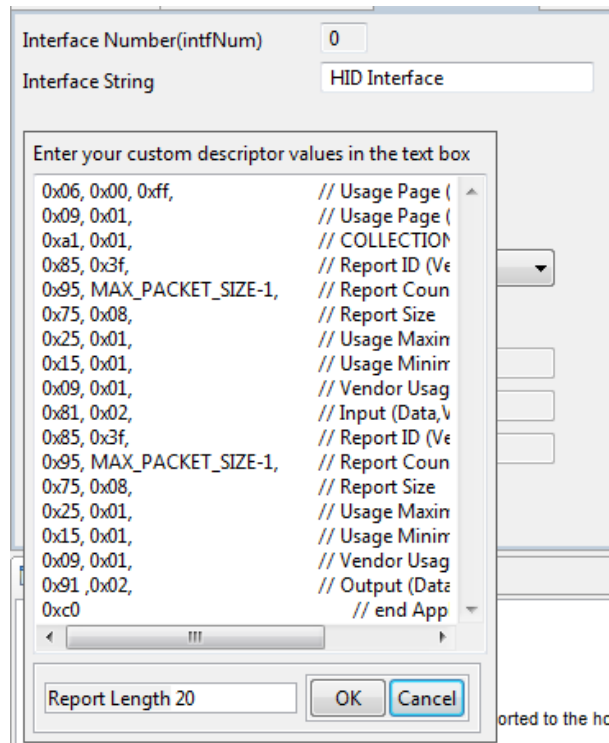 Interface Number(intfNum) 0
Interface String HID Interface
Enter your custom descriptor values in the text box
0x06, 0x00, 0xff, // Usage Page (
0x09, 0x01, // Usage Page (
0xa1, 0x01, // COLLECTION
0x85, 0x3f, // Report ID (Ve
0x95, MAX_PACKET_SIZE-1, // Report Coun
0x75, 0x08, // Report Size
0x25, 0x01, // Usage Maxim
0x15, 0x01, // Usage Minim
0x09, 0x01, // Vendor Usag
0x81, 0x02, // Input (Data,V
0x85, 0x3f, // Report ID (Ve
0x95, MAX_PACKET_SIZE-1, // Report Coun
0x75, 0x08, // Report Size
0x25, 0x01, // Usage Maxim
0x15, 0x01, // Usage Minim
0x09, 0x01, // Vendor Usag
0x91 ,0x02, // Output (Data
0xc0 // end App
Report Length 20 OK Cancel
orted to the ho